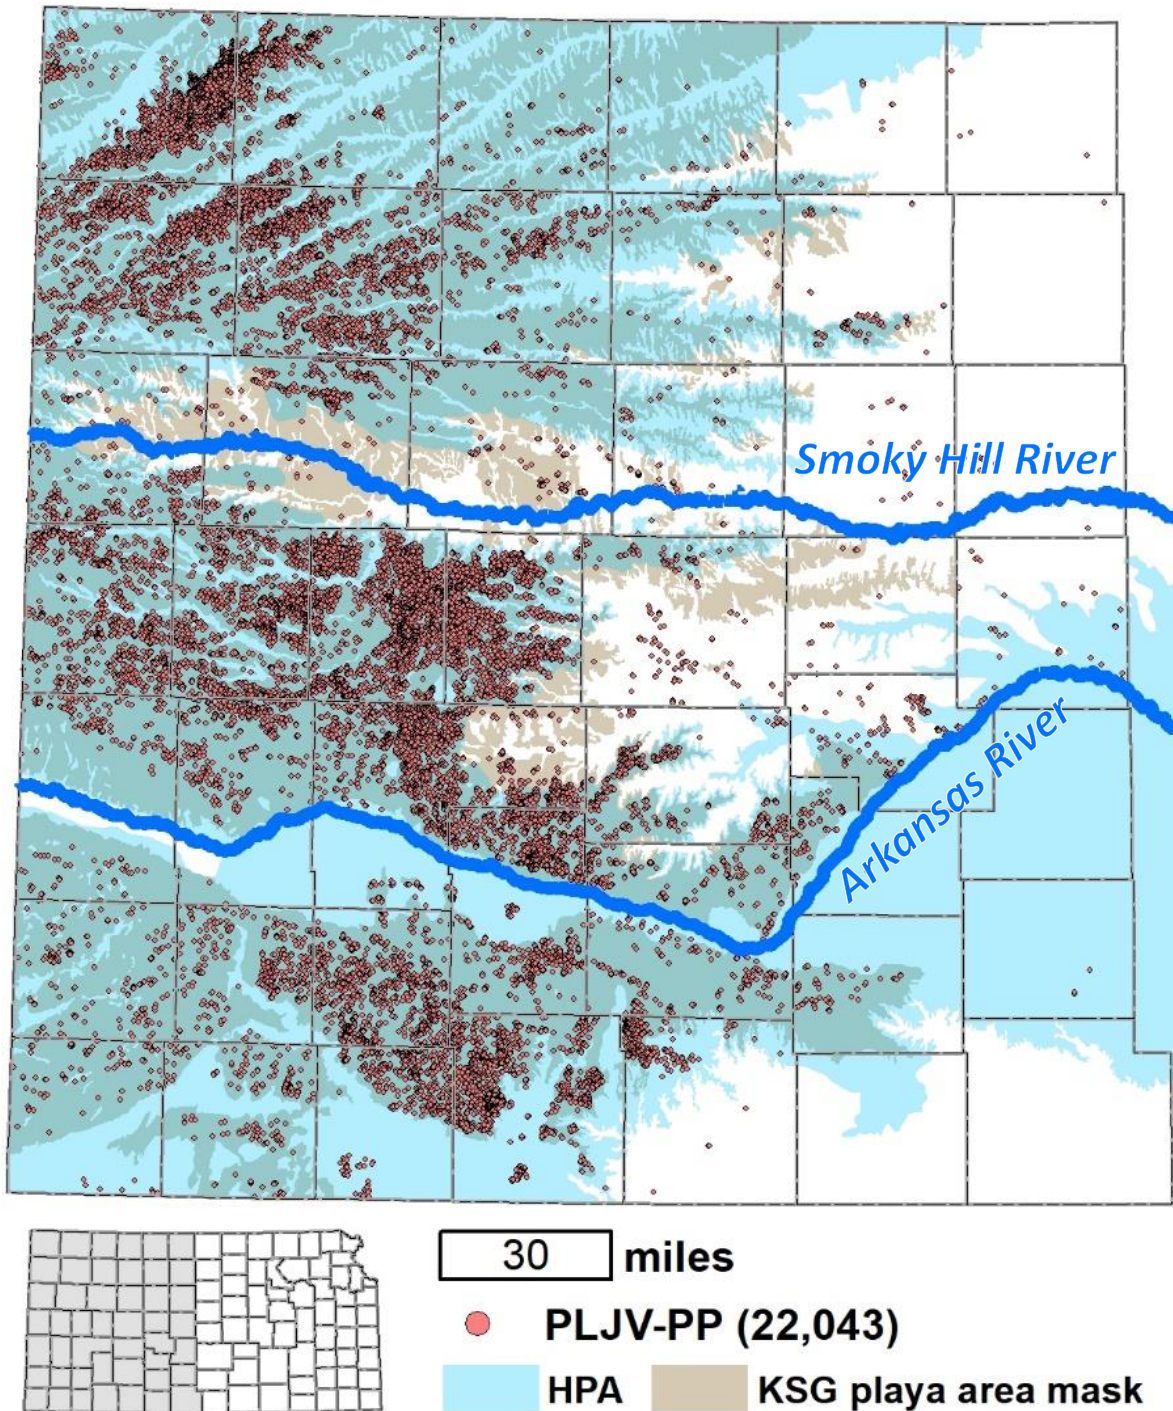 Smoky Hill River
Arkansas River
30 miles
PLJV-PP (22,043)
HPA KSG playa area mask